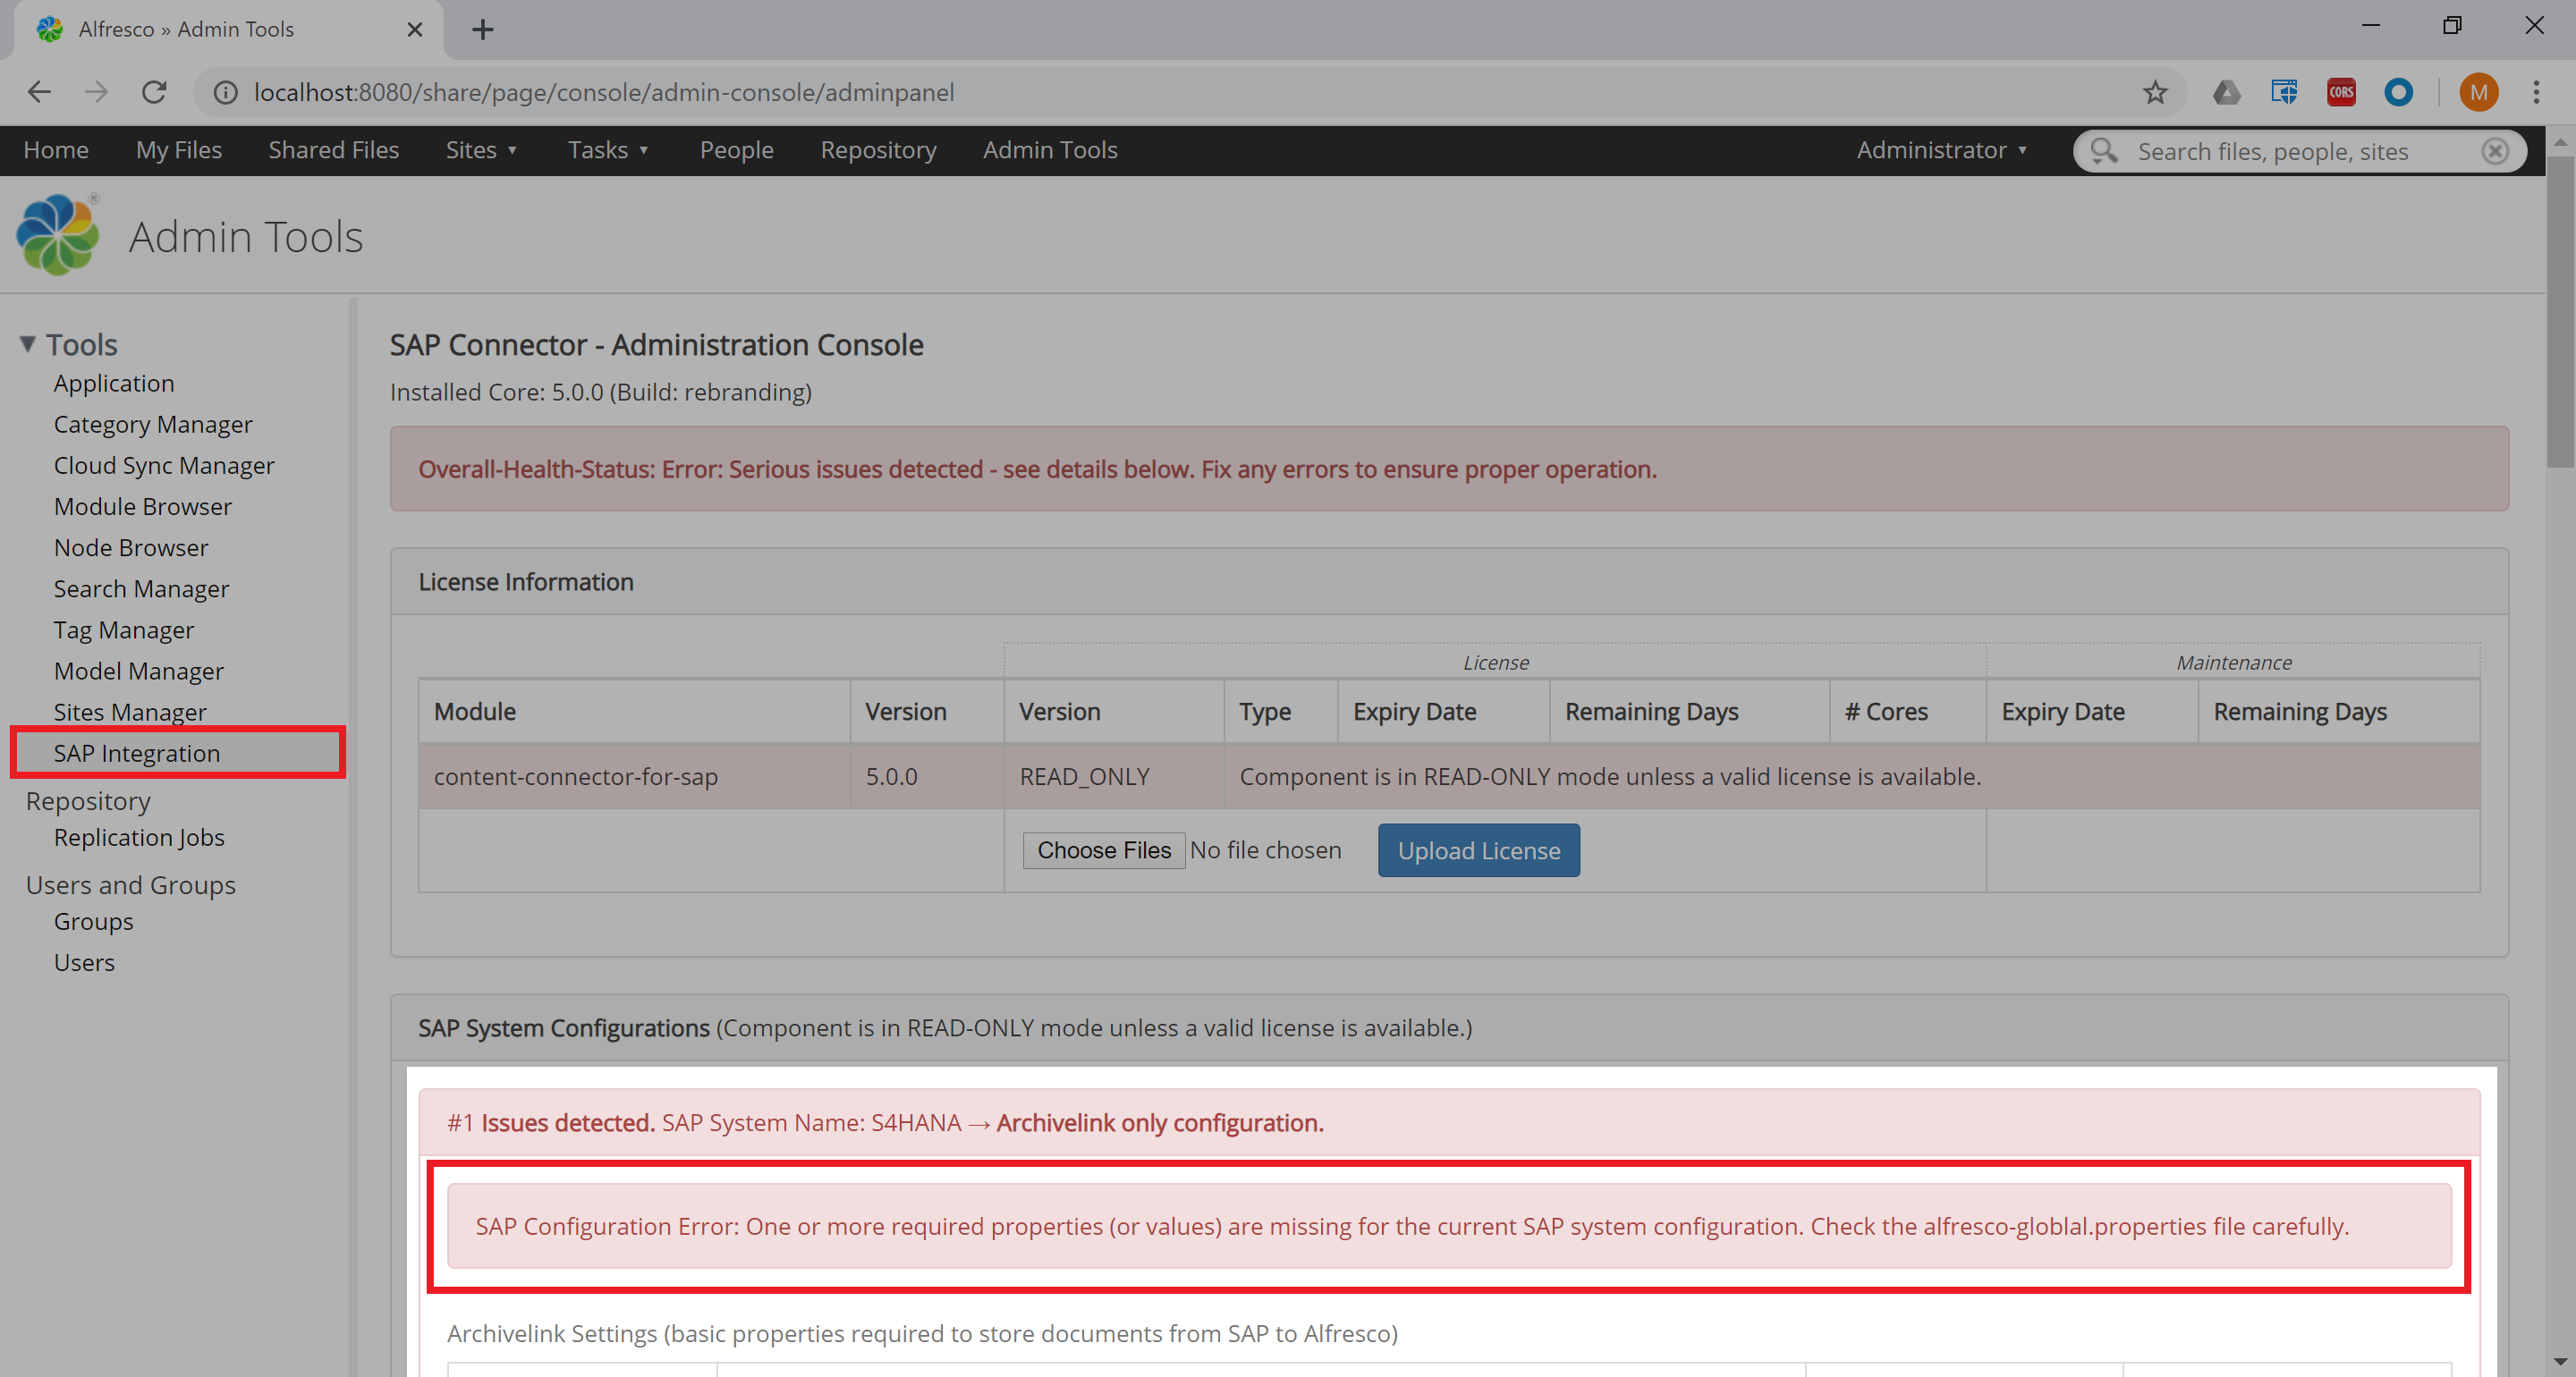 Alfresco » Admin Tools
localhost:8080/share/page/console/admin-console/adminpanel
CORS
M
Home My Files Shared Files Sites ▼ Tasks ▼ People Repository Admin Tools Administrator ▼ Search files, people, sites
Admin Tools
®
Tools
Application
Category Manager
Cloud Sync Manager
Module Browser
Node Browser
Search Manager
Tag Manager
Model Manager
Sites Manager
SAP Integration
Repository
Replication Jobs
Users and Groups
Groups
Users
SAP Connector - Administration Console
Installed Core: 5.0.0 (Build: rebranding)
Overall-Health-Status: Error: Serious issues detected - see details below. Fix any errors to ensure proper operation.
License Information
License Maintenance
Module Version Version Type Expiry Date Remaining Days # Cores Expiry Date Remaining Days
content-connector-for-sap 5.0.0 READ_ONLY Component is in READ-ONLY mode unless a valid license is available.
Choose Files No file chosen Upload License
SAP System Configurations (Component is in READ-ONLY mode unless a valid license is available.)
#1 Issues detected. SAP System Name: S4HANA → Archivelink only configuration.
SAP Configuration Error: One or more required properties (or values) are missing for the current SAP system configuration. Check the alfresco-globlal.properties file carefully.
Archivelink Settings (basic properties required to store documents from SAP to Alfresco)